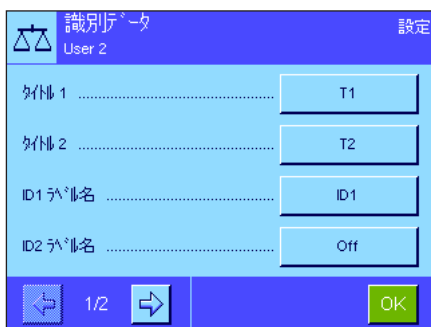 識別ﾃﾞｰﾀ 設定
User 2
ﾀｲﾄﾙ 1 ........................................... T1
ﾀｲﾄﾙ 2 ........................................... T2
ID1 ﾗﾍﾞﾙ名 ..................................... ID1
ID2 ﾗﾍﾞﾙ名 ..................................... Off
1/2 OK